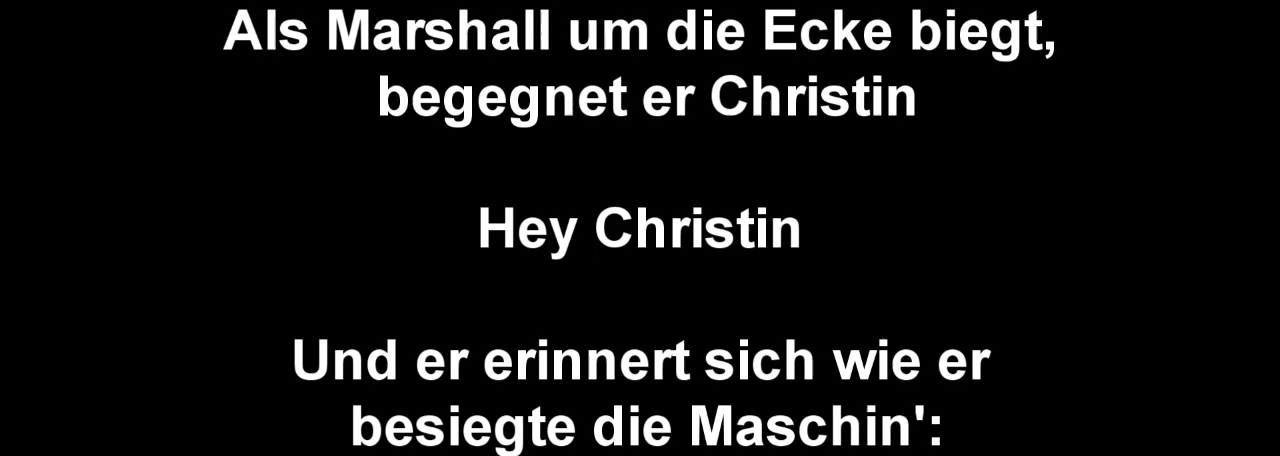 Als Marshall um die Ecke biegt,
begegnet er Christin
Hey Christin
Und er erinnert sich wie er
besiegte die Maschin':